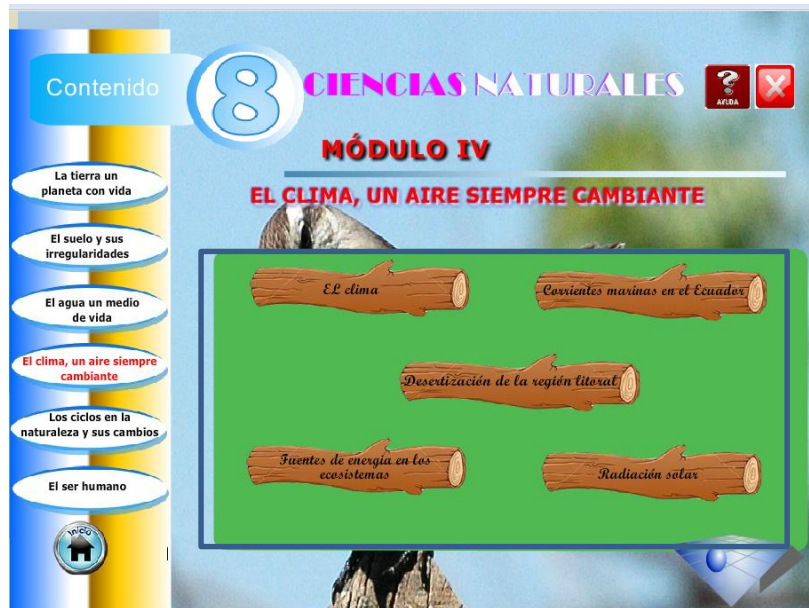 Contenido
8
CIENCIAS NATURALES
AYUDA
MÓDULO IV
EL CLIMA, UN AIRE SIEMPRE CAMBIANTE
La tierra un
planeta con vida
El suelo y sus
irregularidades
El agua un medio
de vida
El clima, un aire siempre
cambiante
Los ciclos en la
naturaleza y sus cambios
El ser humano
Inicio
EL clima
Corrientes marinas en el Ecuador
Desertización de la región litoral
Fuentes de energía en los
ecosistemas
Radiación solar